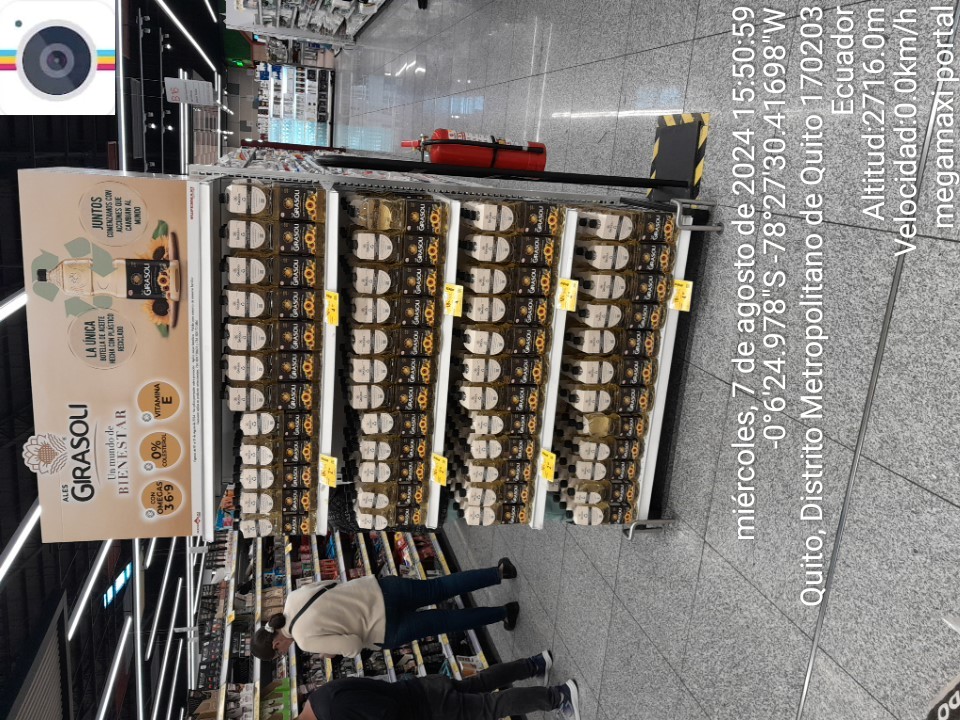 ALES
GIRASOLI
Un mundo de
BIENESTAR
CON
OMEGAS
3·6·9
0%
COLESTEROL
VITAMINA
E
LA ÚNICA
BOTELLA DE ACEITE
HECHA CON PLÁSTICO
RECICLADO
GIRASOLI
JUNTOS
COMENZAMOS CON
ACCIONES QUE
CAMBIAN AL
MUNDO
GIRASOLI
miércoles, 7 de agosto de 2024 15:50:59
-0°6'24.978"S -78°27'30.41698"W
Quito, Distrito Metropolitano de Quito 170203
Ecuador
Altitud:2716.0m
Velocidad:0.0km/h
megamaxi portal